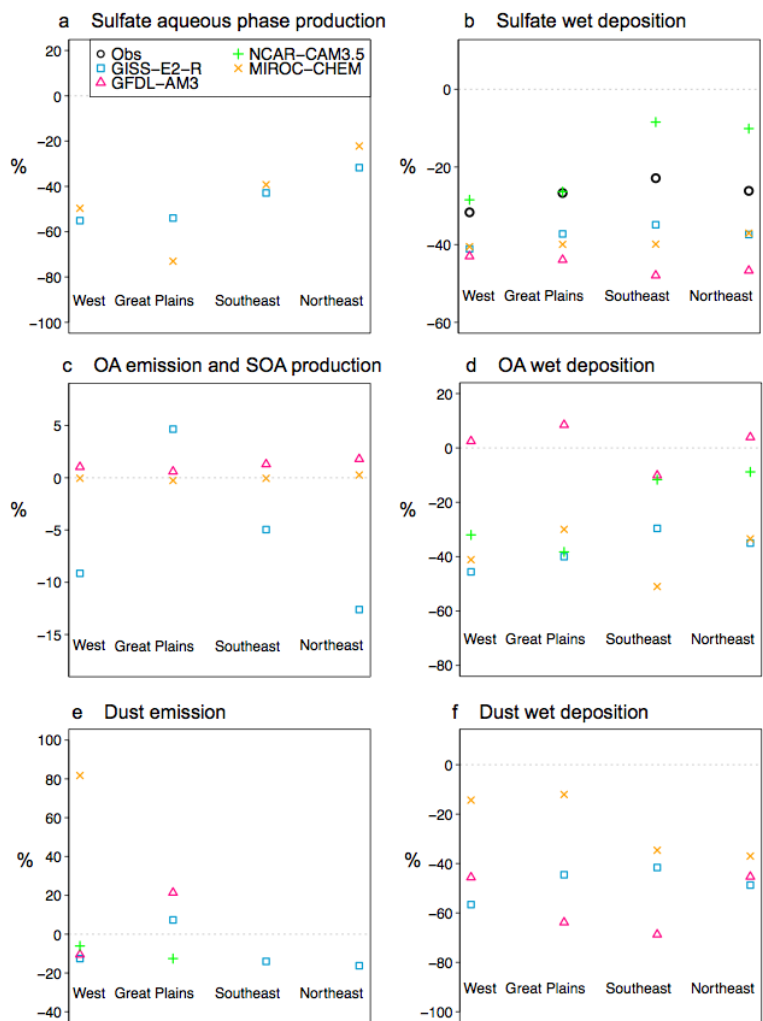 a Sulfate aqueous phase production
20
0
−20
−40
−60
−80
−100
%
Obs
GISS−E2−R
GFDL−AM3
NCAR−CAM3.5
MIROC−CHEM
West Great Plains Southeast Northeast
b Sulfate wet deposition
0
−20
−40
−60
%
West Great Plains Southeast Northeast
c OA emission and SOA production
5
0
−5
−10
−15
%
West Great Plains Southeast Northeast
d OA wet deposition
20
0
−20
−40
−60
−80
%
West Great Plains Southeast Northeast
e Dust emission
100
80
60
40
20
0
−20
−40
%
West Great Plains Southeast Northeast
f Dust wet deposition
0
−20
−40
−60
−80
−100
%
West Great Plains Southeast Northeast